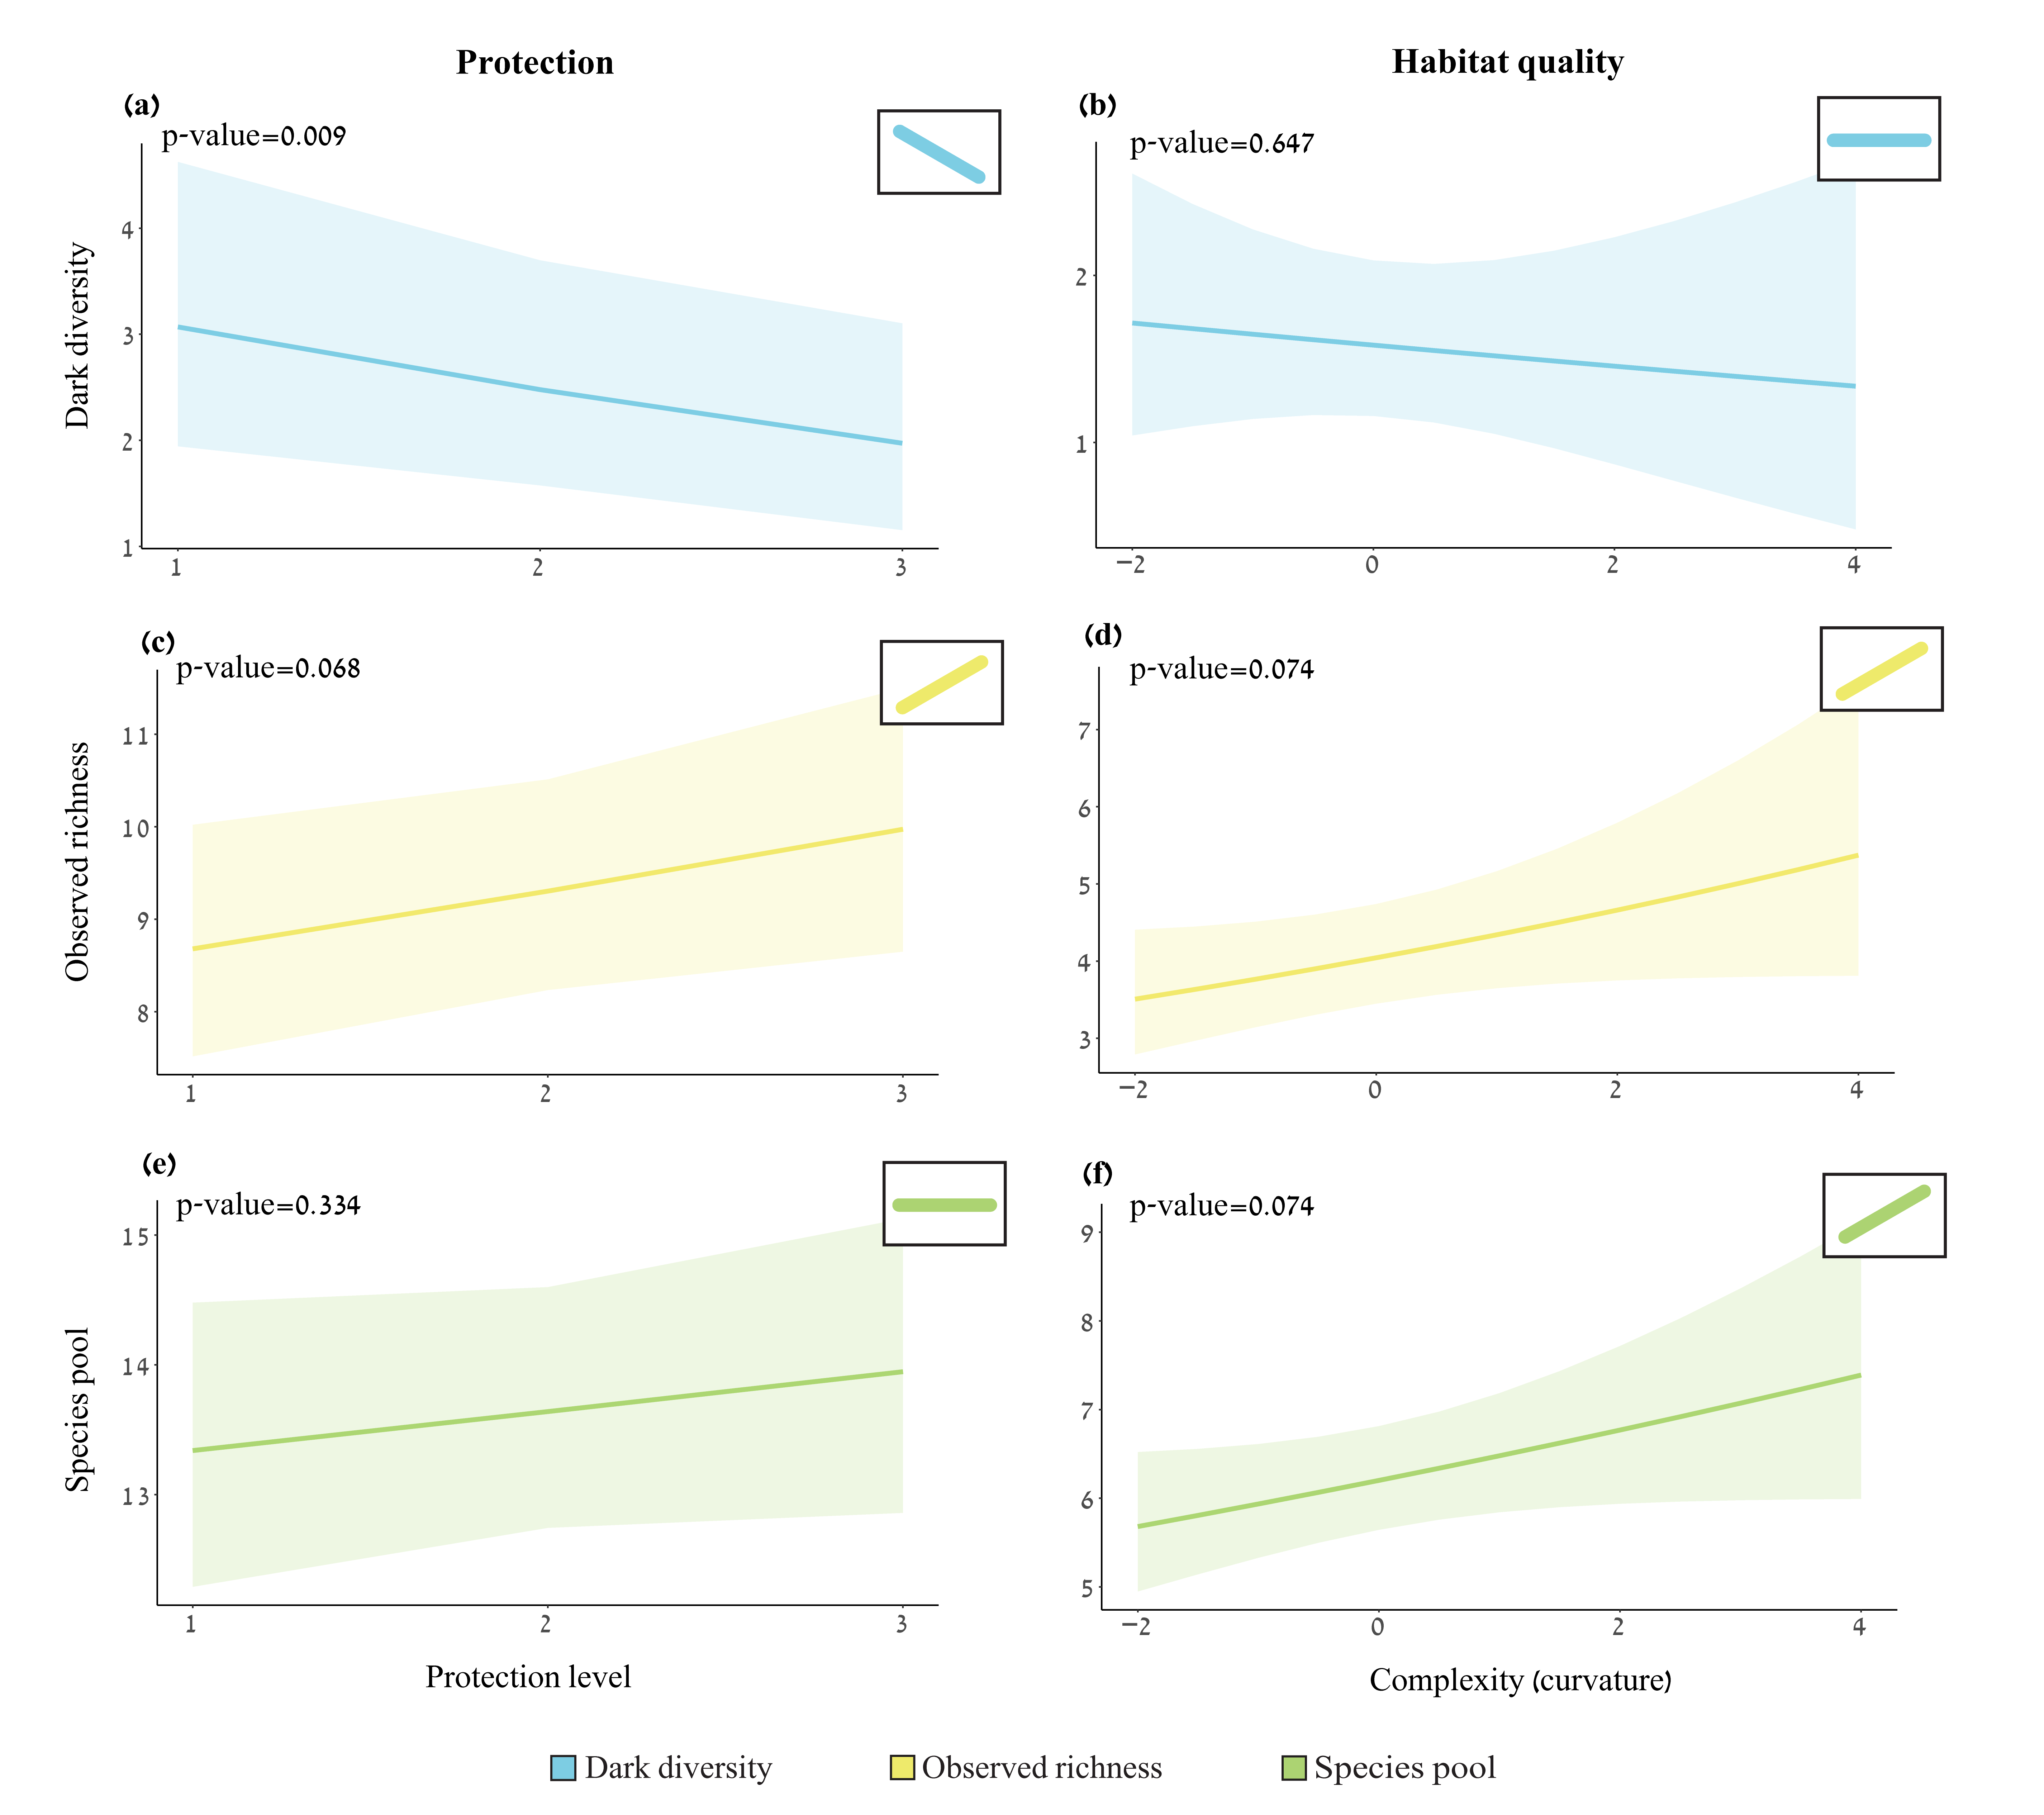 Protection
Habitat quality
(a)
p-value=0.009
Dark diversity
4
3
2
1
1 2 3
(b)
p-value=0.647
2
1
−2 0 2 4
(c)
p-value=0.068
Observed richness
11
10
9
8
1 2 3
(d)
p-value=0.074
7
6
5
4
3
−2 0 2 4
(e)
p-value=0.334
Species pool
15
14
13
1 2 3
Protection level
(f)
p-value=0.074
9
8
7
6
5
−2 0 2 4
Complexity (curvature)
Dark diversity
Observed richness
Species pool